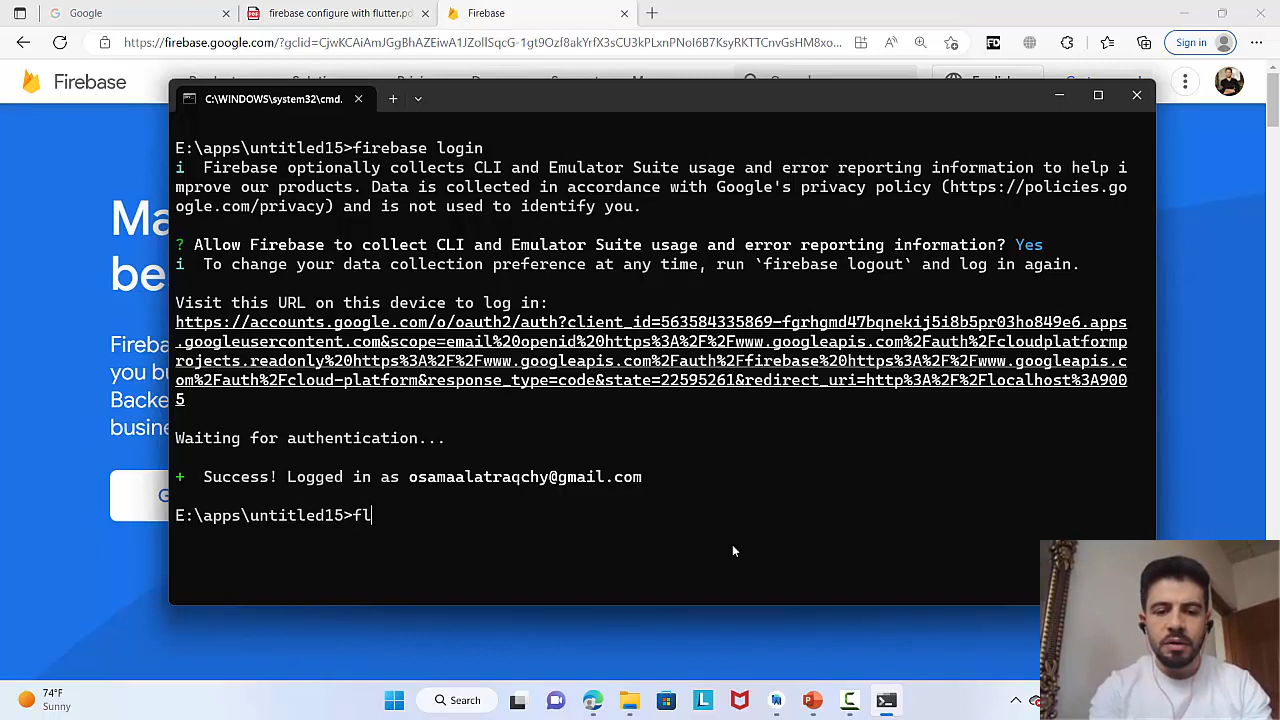 Google
firebase configure with flutter.pd
Firebase
https://firebase.google.com/?gclid=CjwKCAiAmJGgBhAZEiwA1JZollSqcG-1gt9Ozf8akYrfX3sCU3kPLxnPNoI6B7KsyRKTTCnvGsHM8xo...
Sign in
Firebase
C:\WINDOWS\system32\cmd.
Ma
be
Fireba
you bu
Backe
busine
G
E:\apps\untitled15>firebase login
i Firebase optionally collects CLI and Emulator Suite usage and error reporting information to help i
mprove our products. Data is collected in accordance with Google's privacy policy (https://policies.go
ogle.com/privacy) and is not used to identify you.
? Allow Firebase to collect CLI and Emulator Suite usage and error reporting information? Yes
i To change your data collection preference at any time, run `firebase logout` and log in again.
Visit this URL on this device to log in:
https://accounts.google.com/o/oauth2/auth?client_id=563584335869-fgrhgmd47bqnekij5i8b5pr03ho849e6.apps
.googleusercontent.com&scope=email%20openid%20https%3A%2F%2Fwww.googleapis.com%2Fauth%2Fcloudplatformp
rojects.readonly%20https%3A%2F%2Fwww.googleapis.com%2Fauth%2Ffirebase%20https%3A%2F%2Fwww.googleapis.c
om%2Fauth%2Fcloud-platform&response_type=code&state=22595261&redirect_uri=http%3A%2F%2Flocalhost%3A900
5
Waiting for authentication...
+ Success! Logged in as osamaalatraqchy@gmail.com
E:\apps\untitled15>fl
74°F
Sunny
Search